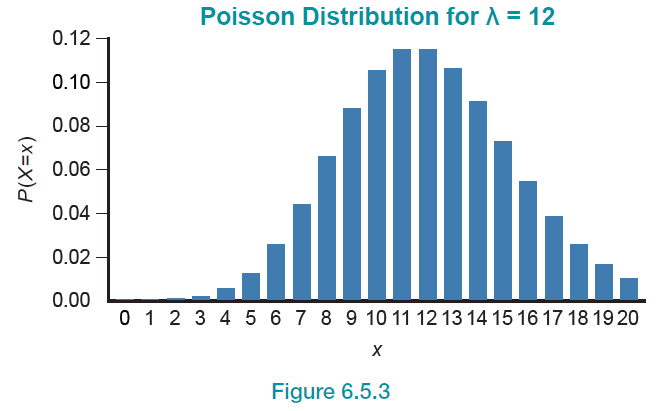 Poisson Distribution for λ = 12
0.12
0.10
0.08
0.06
0.04
0.02
0.00
P(X=x)
0 1 2 3 4 5 6 7 8 9 10 11 12 13 14 15 16 17 18 19 20
x
Figure 6.5.3